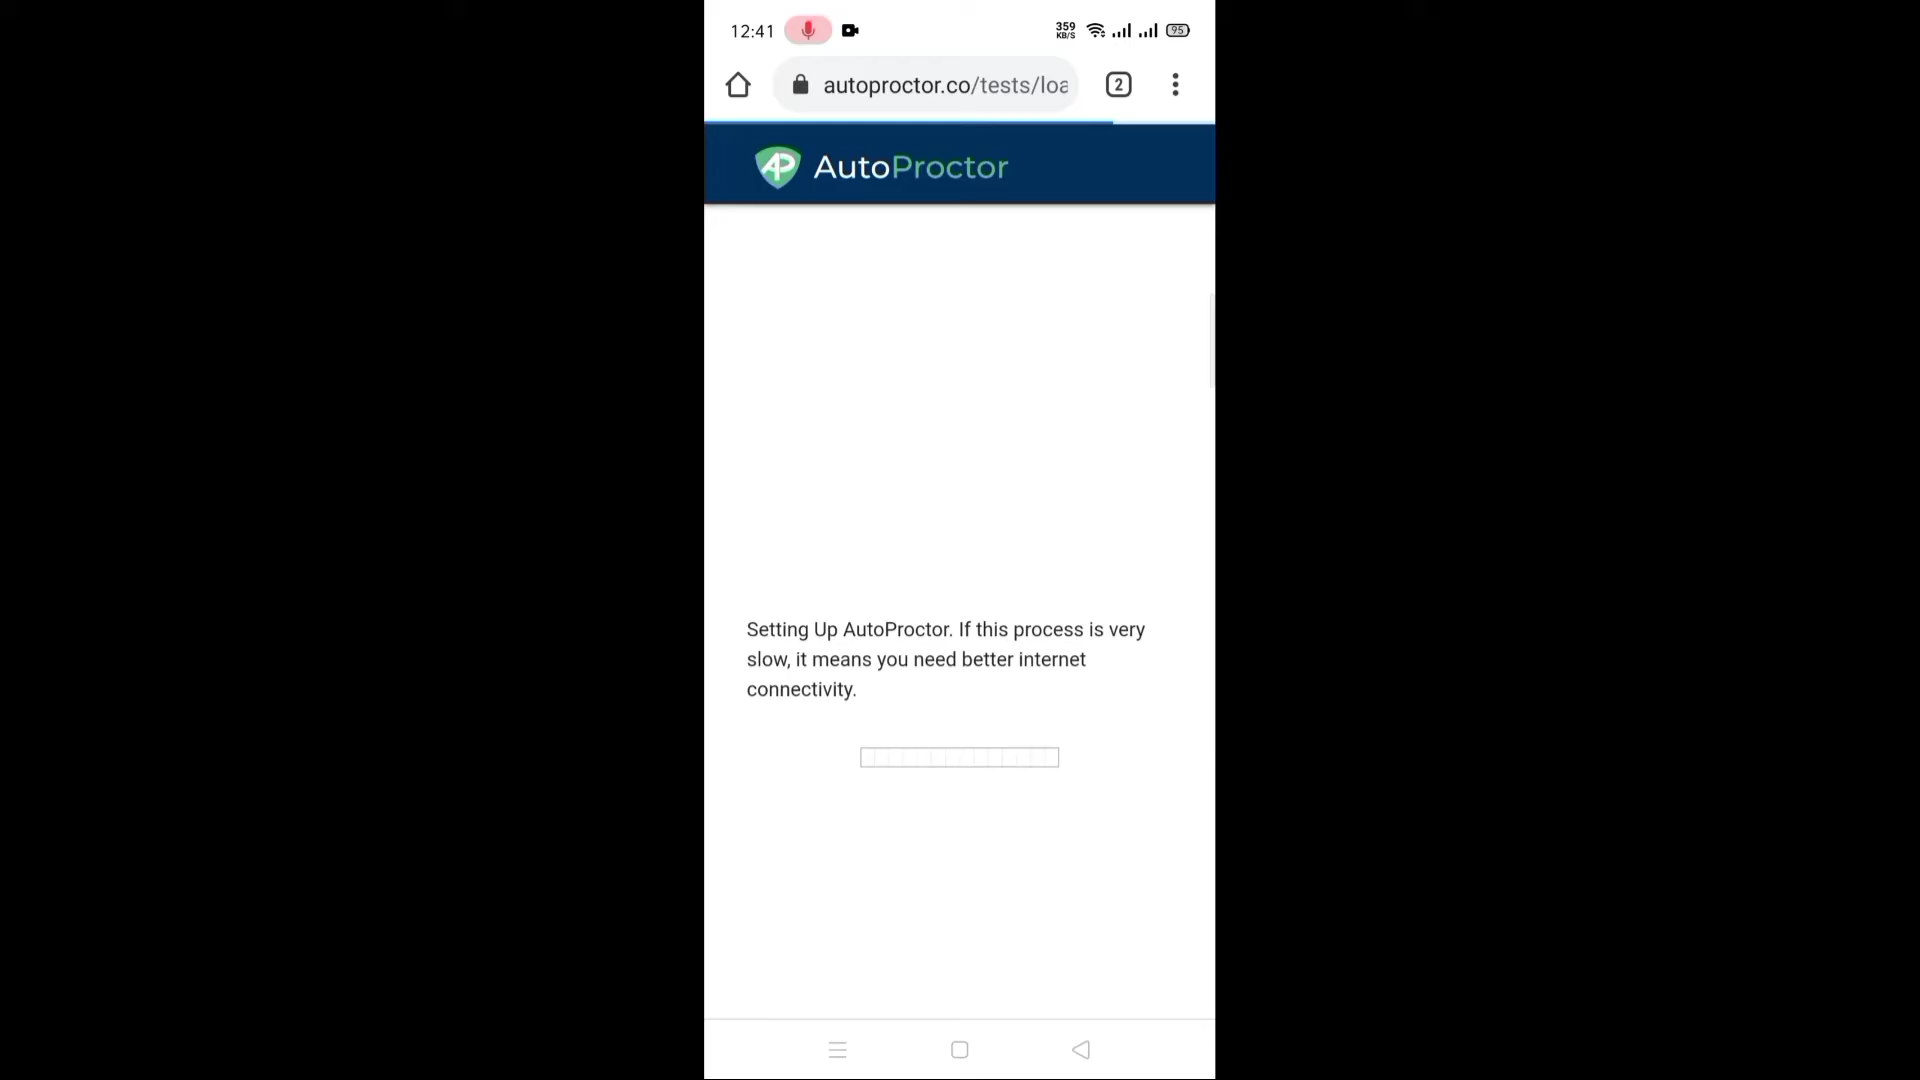 12:41
359
KB/S
95
autoproctor.co/tests/loa
2
AP AutoProctor
Setting Up AutoProctor. If this process is very
slow, it means you need better internet
connectivity.